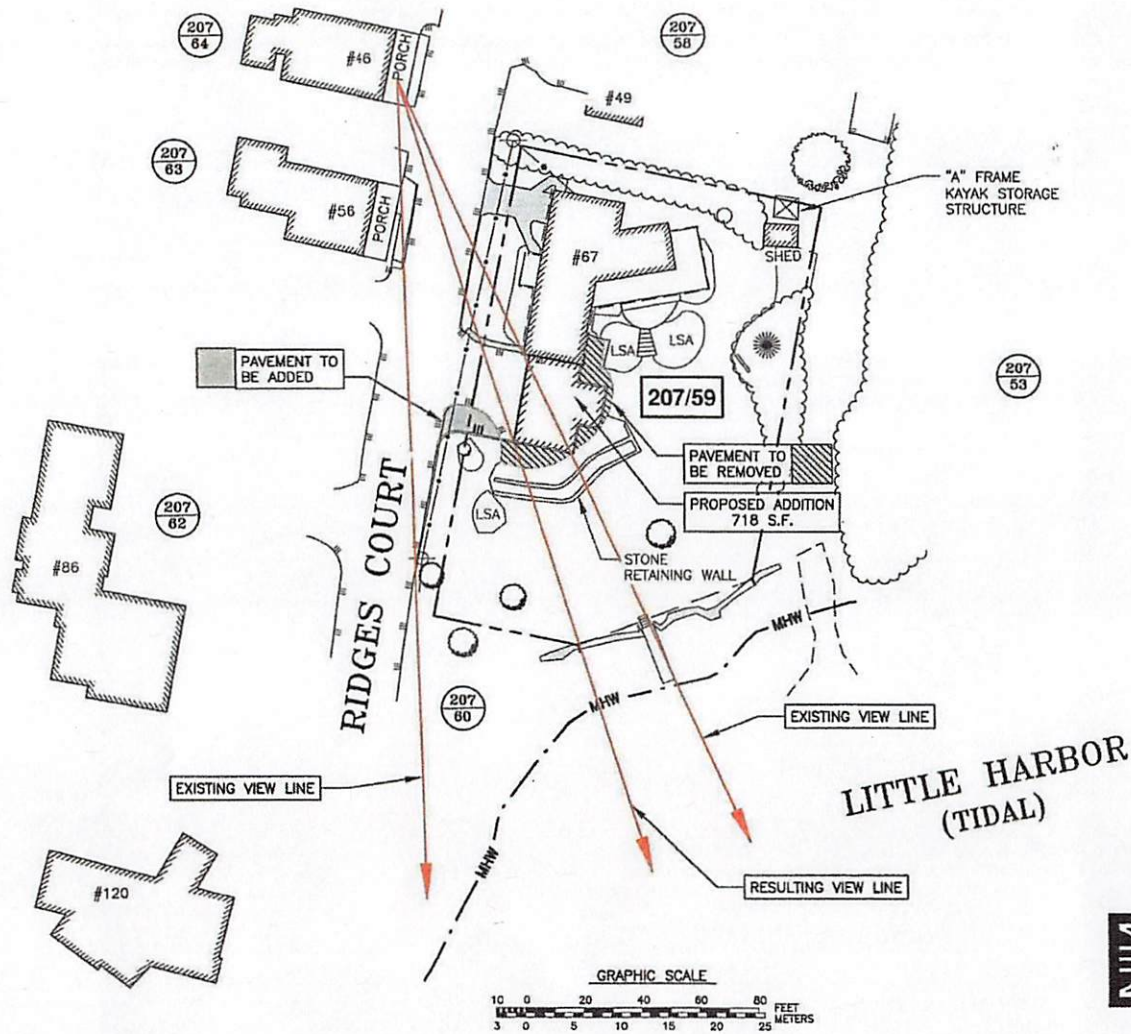 207
64
#46
PORCH
207
58
#49
207
63
#56
PORCH
"A" FRAME
KAYAK STORAGE
STRUCTURE
#67
SHED
LSA
LSA
207
53
PAVEMENT TO
BE ADDED
207/59
PAVEMENT TO
BE REMOVED
PROPOSED ADDITION
718 S.F.
LSA
STONE
RETAINING WALL
RIDGES COURT
207
62
#86
MHW
MHW
207
60
EXISTING VIEW LINE
EXISTING VIEW LINE
LITTLE HARBOR
(TIDAL)
MHW
RESULTING VIEW LINE
#120
GRAPHIC SCALE
10 0 20 40 60 80
FEET
METERS
3 0 5 10 15 20 25